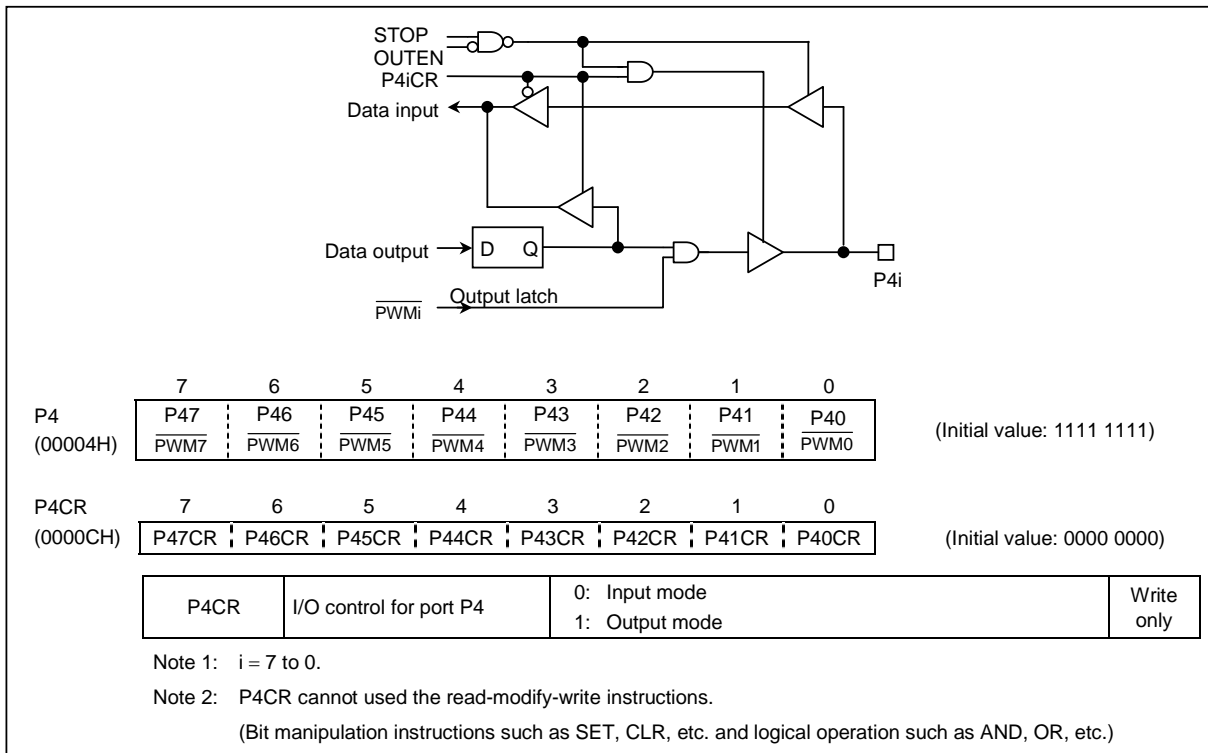 STOP
OUTEN
P4iCR
Data input
Data output
D Q
P4i
Output latch
PWMi
7 6 5 4 3 2 1 0
P4 P47 P46 P45 P44 P43 P42 P41 P40
(00004H) PWM7 PWM6 PWM5 PWM4 PWM3 PWM2 PWM1 PWM0 (Initial value: 1111 1111)
P4CR 7 6 5 4 3 2 1 0
(0000CH) P47CR P46CR P45CR P44CR P43CR P42CR P41CR P40CR (Initial value: 0000 0000)
P4CR I/O control for port P4 0: Input mode Write
1: Output mode only
Note 1: i = 7 to 0.
Note 2: P4CR cannot used the read-modify-write instructions.
(Bit manipulation instructions such as SET, CLR, etc. and logical operation such as AND, OR, etc.)